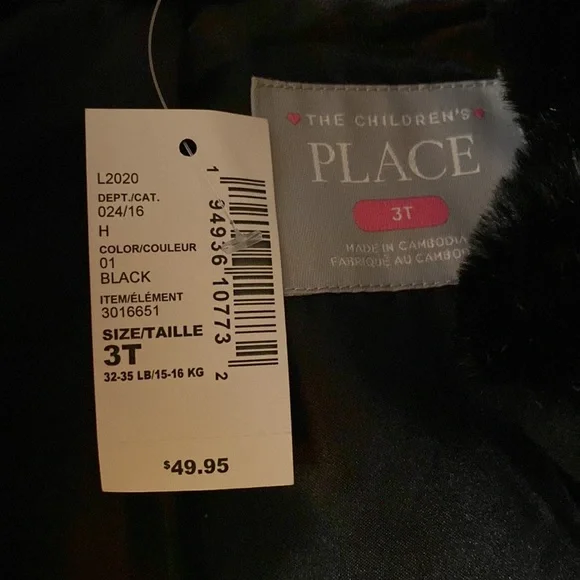 L2020
DEPT./CAT.
024/16
H
COLOR/COULEUR
01
BLACK
ITEM/ÉLÉMENT
3016651
SIZE/TAILLE
3T
32-35 LB/15-16 KG
$49.95
1 94936 10773 2
THE CHILDREN'S
PLACE
3T
MADE IN CAMBODIA
FABRIQUÉ AU